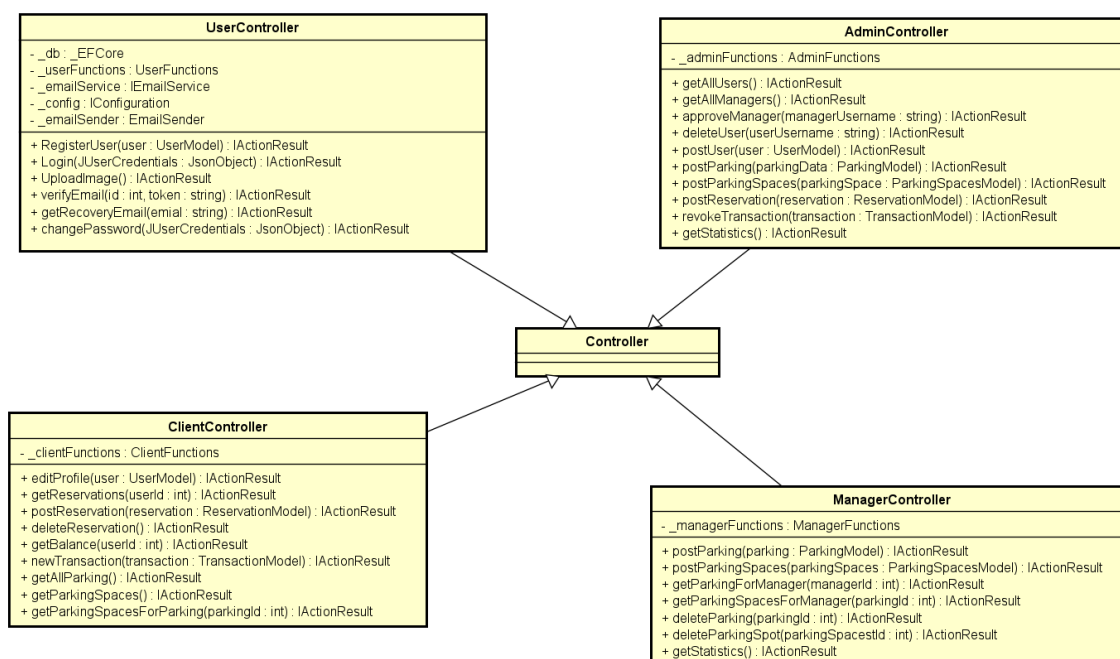 UserController
- _db : _EFCore
- _userFunctions : UserFunctions
- _emailService : IEmailService
- _config : IConfiguration
- _emailSender : EmailSender
+ RegisterUser(user : UserModel) : IActionResult
+ Login(JUserCredentials : JsonObject) : IActionResult
+ UploadImage() : IActionResult
+ verifyEmail(id : int, token : string) : IActionResult
+ getRecoveryEmail(emial : string) : IActionResult
+ changePassword(JUserCredentials : JsonObject) : IActionResult
AdminController
- _adminFunctions : AdminFunctions
+ getAllUsers() : IActionResult
+ getAllManagers() : IActionResult
+ approveManager(managerUsername : string) : IActionResult
+ deleteUser(userUsername : string) : IActionResult
+ postUser(user : UserModel) : IActionResult
+ postParking(parkingData : ParkingModel) : IActionResult
+ postParkingSpaces(parkingSpace : ParkingSpacesModel) : IActionResult
+ postReservation(reservation : ReservationModel) : IActionResult
+ revokeTransaction(transaction : TransactionModel) : IActionResult
+ getStatistics() : IActionResult
Controller
ClientController
- _clientFunctions : ClientFunctions
+ editProfile(user : UserModel) : IActionResult
+ getReservations(userId : int) : IActionResult
+ postReservation(reservation : ReservationModel) : IActionResult
+ deleteReservation() : IActionResult
+ getBalance(userId : int) : IActionResult
+ newTransaction(transaction : TransactionModel) : IActionResult
+ getAllParking() : IActionResult
+ getParkingSpaces() : IActionResult
+ getParkingSpacesForParking(parkingId : int) : IActionResult
ManagerController
- _managerFunctions : ManagerFunctions
+ postParking(parking : ParkingModel) : IActionResult
+ postParkingSpaces(parkingSpaces : ParkingSpacesModel) : IActionResult
+ getParkingForManager(managerId : int) : IActionResult
+ getParkingSpacesForManager(parkingId : int) : IActionResult
+ deleteParking(parkingId : int) : IActionResult
+ deleteParkingSpot(parkingSpacestId : int) : IActionResult
+ getStatistics() : IActionResult